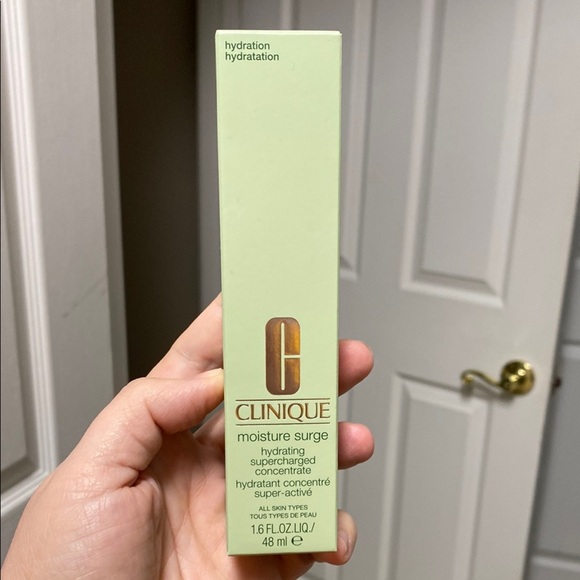 hydration
hydratation
C
CLINIQUE
moisture surge
hydrating
supercharged
concentrate
hydratant concentré
super-activé
ALL SKIN TYPES
TOUS TYPES DE PEAU
1.6 FL.OZ.LIQ./
48 ml ℮